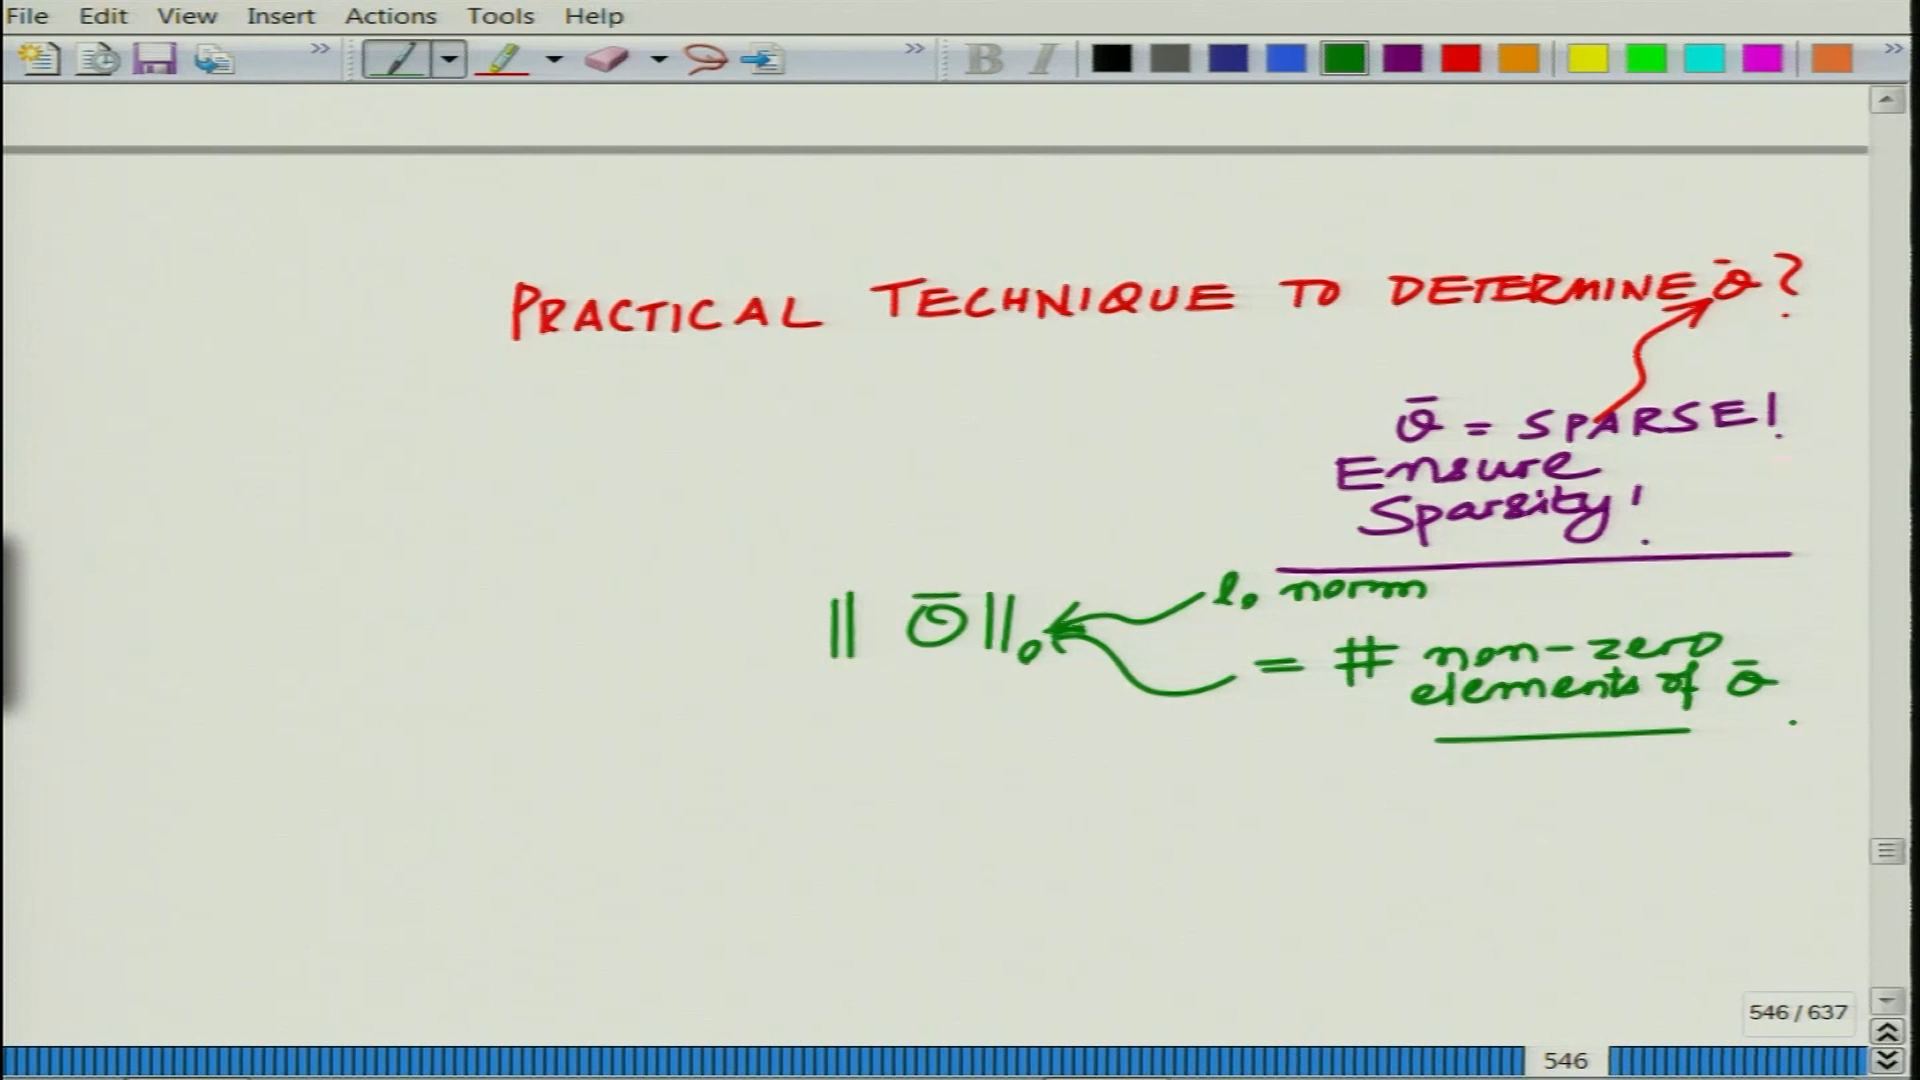 File Edit View Insert Actions Tools Help
B I
PRACTICAL TECHNIQUE TO DETERMINE θ̄ ?
θ̄ = SPARSE!
Ensure
Sparsity!
l₀ norm
|| θ̄ ||₀
= # non-zero
elements of θ̄.
546 / 637
546